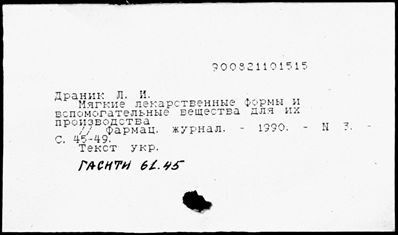 900821101515
Драник Л. И.
Мягкие лекарственные формы и
вспомогательные вещества для их
производства
// Фармац. журнал. - 1990. - N 3. -
С. 45-49.
Текст укр.
ГАСНТИ 61.45